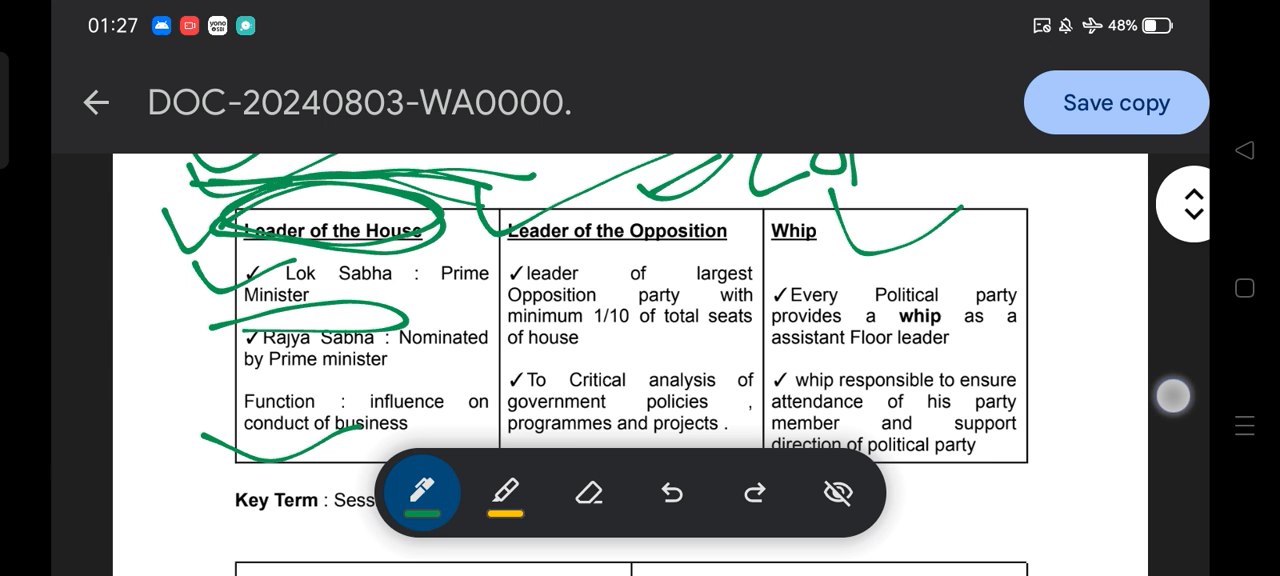 01:27
yono
SBI
48%
DOC-20240803-WA0000.
Save copy
LOP
Leader of the House
✓ Lok Sabha : Prime
Minister
✓Rajya Sabha : Nominated
by Prime minister
Function : influence on
conduct of business
Leader of the Opposition
✓leader of largest
Opposition party with
minimum 1/10 of total seats
of house
✓To Critical analysis of
government policies ,
programmes and projects .
Whip
✓Every Political party
provides a whip as a
assistant Floor leader
✓ whip responsible to ensure
attendance of his party
member and support
direction of political party
Key Term : Sess